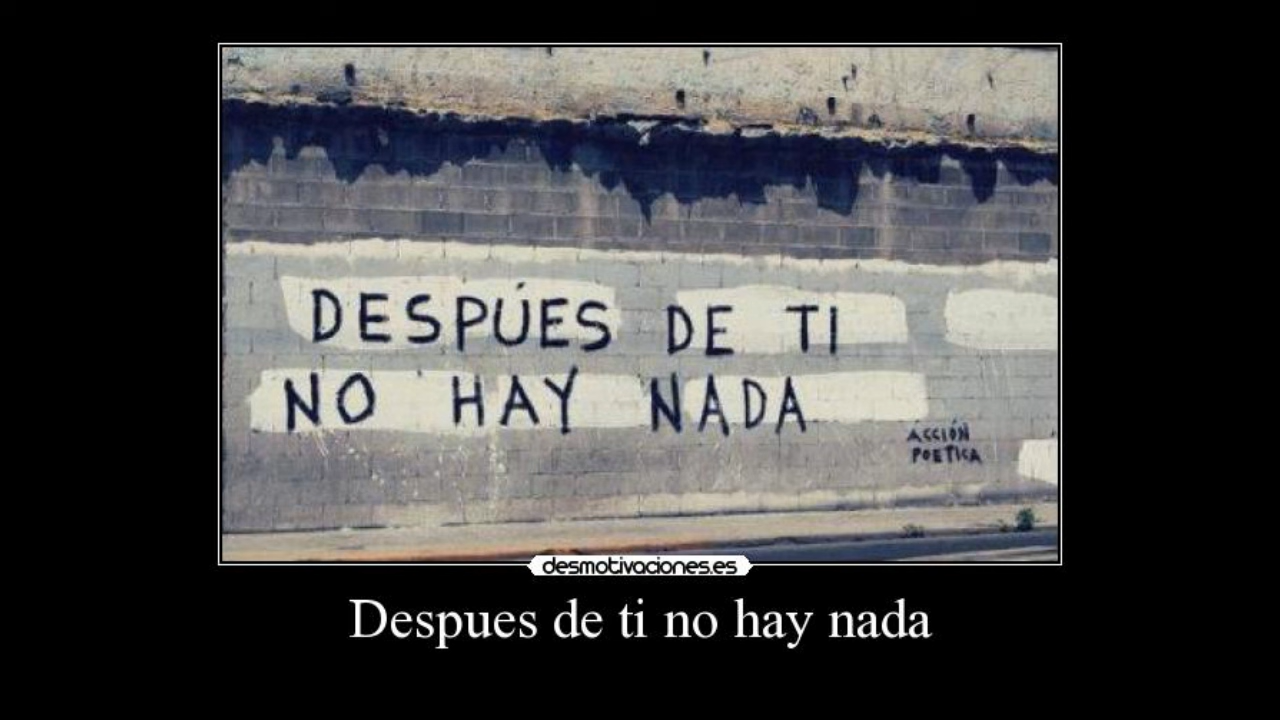 DESPÚES DE TI
NO HAY NADA
ACCIÓN
POETICA
desmotivaciones.es
Despues de ti no hay nada